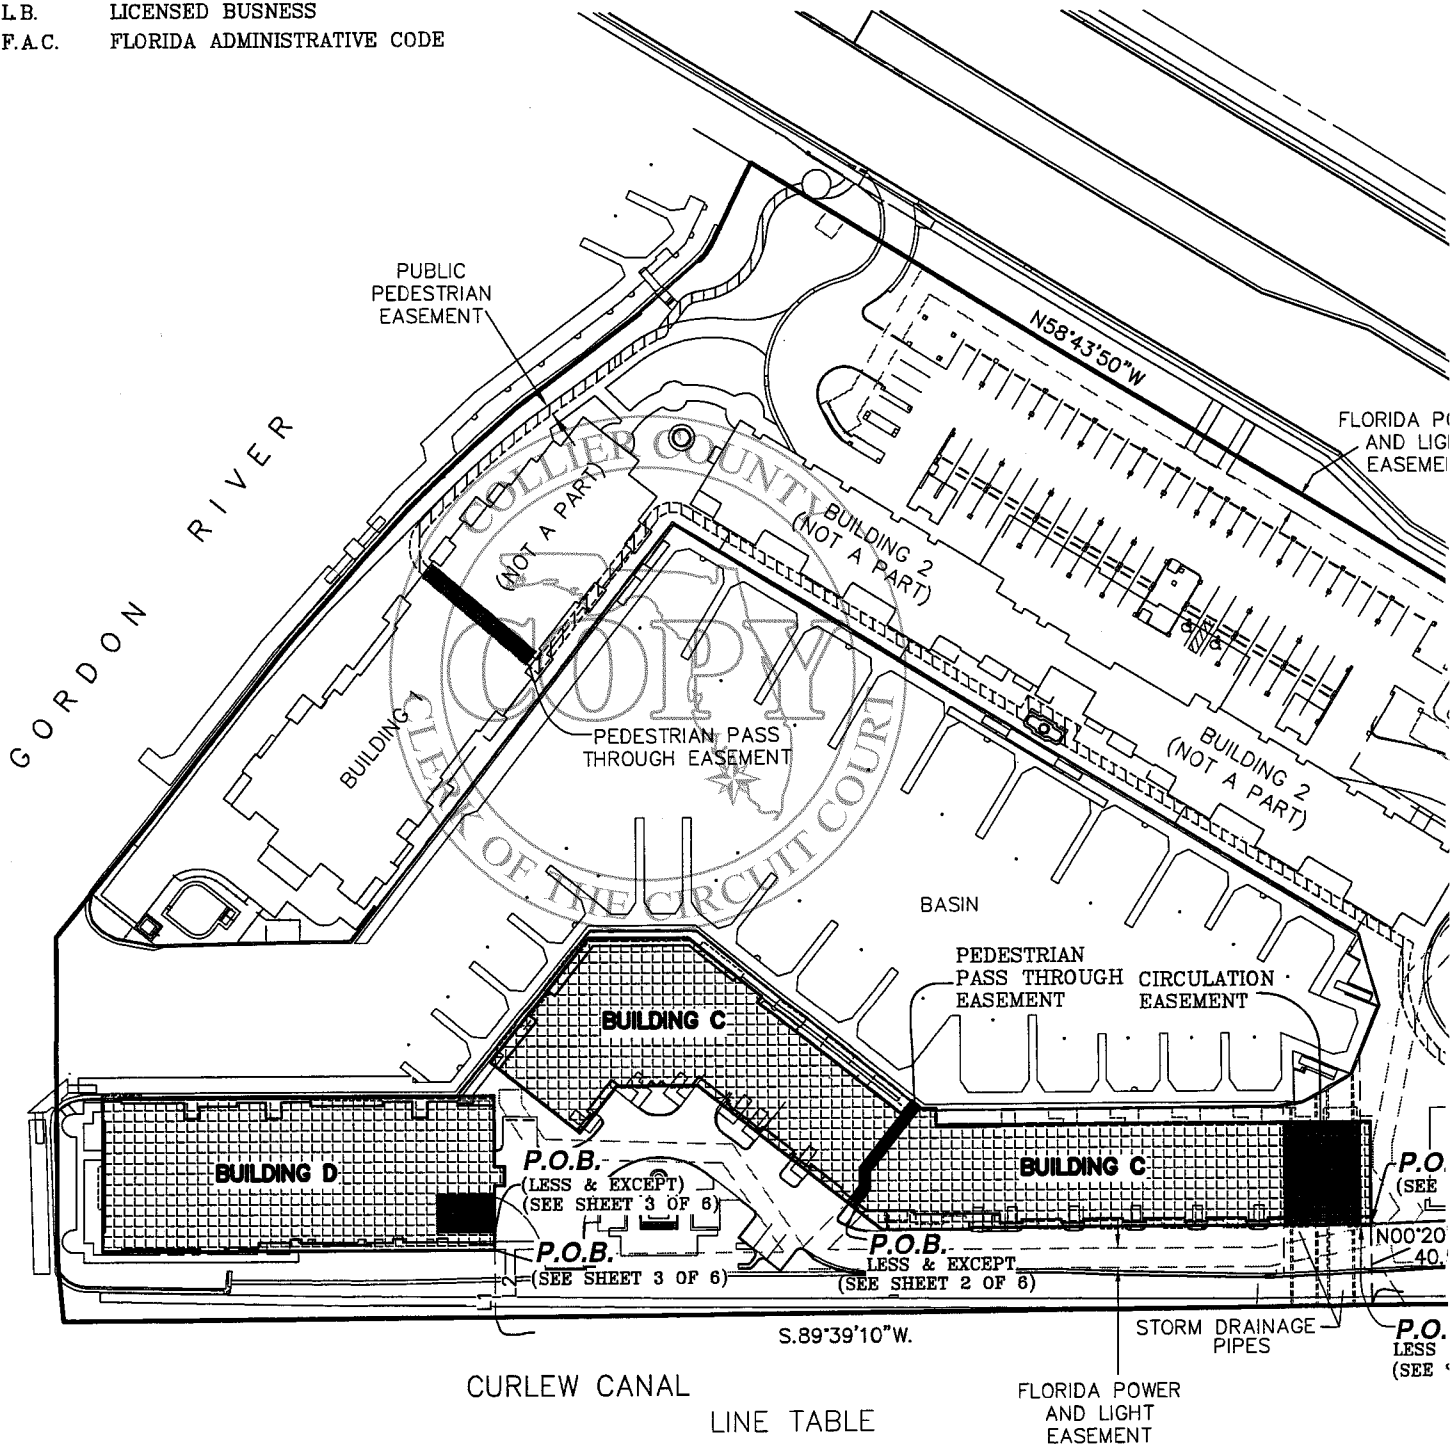 L.B. LICENSED BUSNESS
F.A.C. FLORIDA ADMINISTRATIVE CODE
PUBLIC
PEDESTRIAN
EASEMENT
N58°43'50"W
AND
GORDON RIVER
COLLIER COUNTY
COPY
CLERK OF THE CIRCUIT COURT
(NOT A PART)
BUILDING
BUILDING 2
(NOT A PART)
PEDESTRIAN PASS
THROUGH EASEMENT
BUILDING 2
(NOT A PART)
BASIN
PEDESTRIAN
PASS THROUGH
EASEMENT
CIRCULATION
EASEMENT
BUILDING C
BUILDING D
BUILDING C
P.O.B.
(LESS & EXCEPT)
(SEE SHEET 3 OF 6)
P.O.B.
(SEE SHEET 3 OF 6)
P.O.B.
LESS & EXCEPT
(SEE SHEET 2 OF 6)
P.O.
(SEE
N00°20
40.
P.O.
LESS
(SEE
STORM DRAINAGE
PIPES
S.89°39'10"W.
CURLEW CANAL
FLORIDA POWER
AND LIGHT
EASEMENT
LINE TABLE
FLORIDA